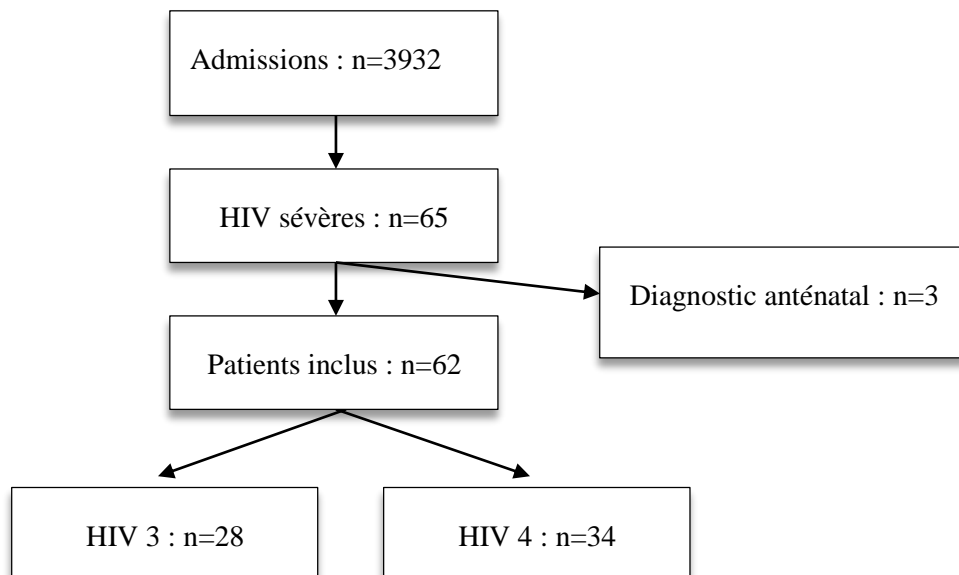 Admissions : n=3932
HIV sévères : n=65
Diagnostic anténatal : n=3
Patients inclus : n=62
HIV 3 : n=28
HIV 4 : n=34